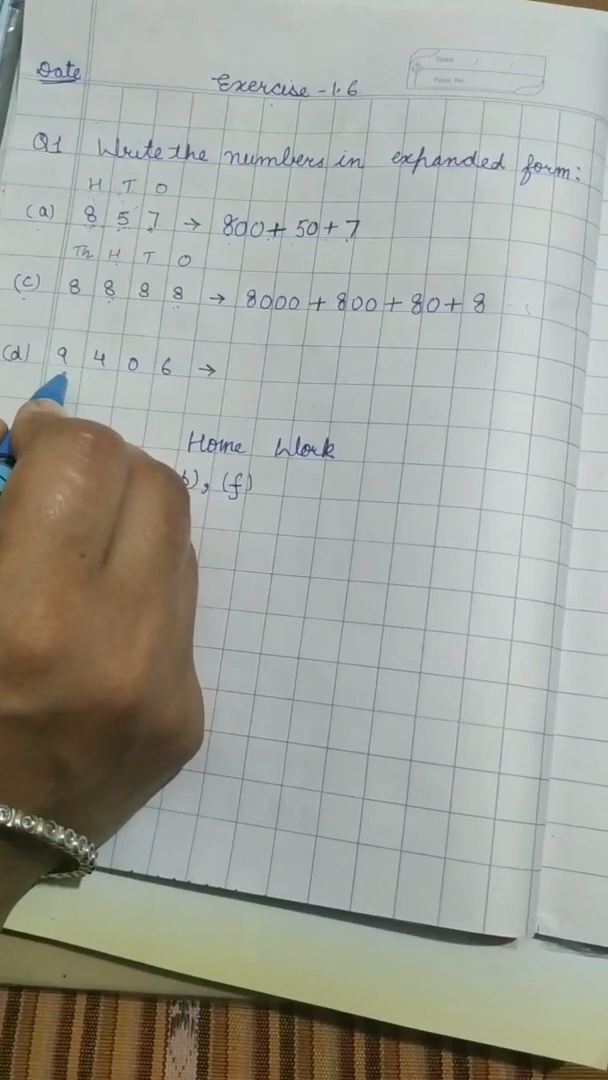 Date
Date / /
Page No.
Exercise - 1.6
Q1 Write the numbers in expanded form:
H T O
(a) 8 5 7 → 800 + 50 + 7
Th H T O
(c) 8 8 8 8 → 8000 + 800 + 80 + 8
(d) 9 4 0 6 →
Home Work
), (f)